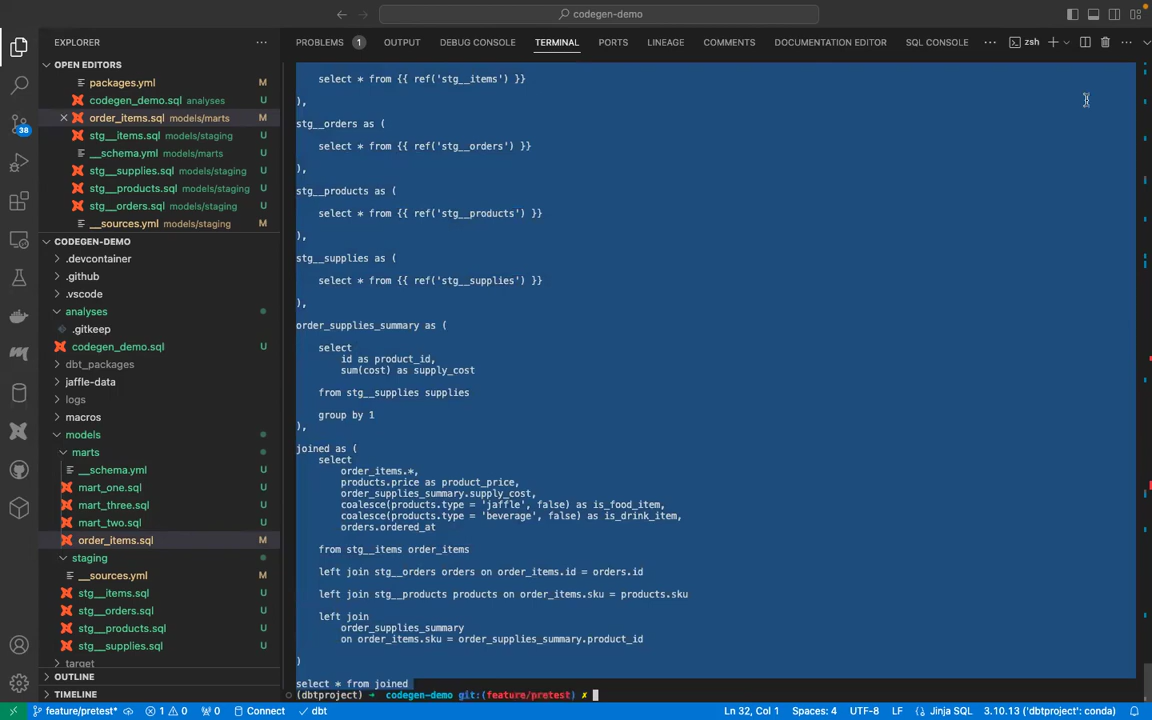 codegen-demo
EXPLORER
OPEN EDITORS
packages.yml M
codegen_demo.sql analyses U
order_items.sql models/marts M
stg__items.sql models/staging U
__schema.yml models/marts U
stg__supplies.sql models/staging U
stg__products.sql models/staging U
stg__orders.sql models/staging U
__sources.yml models/staging M
CODEGEN-DEMO
.devcontainer
.github
.vscode
analyses
.gitkeep
codegen_demo.sql U
dbt_packages
jaffle-data
logs
macros
models
marts
__schema.yml U
mart_one.sql U
mart_three.sql U
mart_two.sql U
order_items.sql M
staging
__sources.yml M
stg__items.sql U
stg__orders.sql U
stg__products.sql U
stg__supplies.sql U
target
OUTLINE
TIMELINE
38
PROBLEMS 1 OUTPUT DEBUG CONSOLE TERMINAL PORTS LINEAGE COMMENTS DOCUMENTATION EDITOR SQL CONSOLE zsh
select * from {{ ref('stg__items') }}
),
stg__orders as (
select * from {{ ref('stg__orders') }}
),
stg__products as (
select * from {{ ref('stg__products') }}
),
stg__supplies as (
select * from {{ ref('stg__supplies') }}
),
order_supplies_summary as (
select
id as product_id,
sum(cost) as supply_cost
from stg__supplies supplies
group by 1
),
joined as (
select
order_items.*,
products.price as product_price,
order_supplies_summary.supply_cost,
coalesce(products.type = 'jaffle', false) as is_food_item,
coalesce(products.type = 'beverage', false) as is_drink_item,
orders.ordered_at
from stg__items order_items
left join stg__orders orders on order_items.id = orders.id
left join stg__products products on order_items.sku = products.sku
left join
order_supplies_summary
on order_items.sku = order_supplies_summary.product_id
)
select * from joined
(dbtproject) → codegen-demo git:(feature/pretest) ✗
feature/pretest* 1 0 0 Connect dbt Ln 32, Col 1 Spaces: 4 UTF-8 LF Jinja SQL 3.10.13 ('dbtproject': conda)